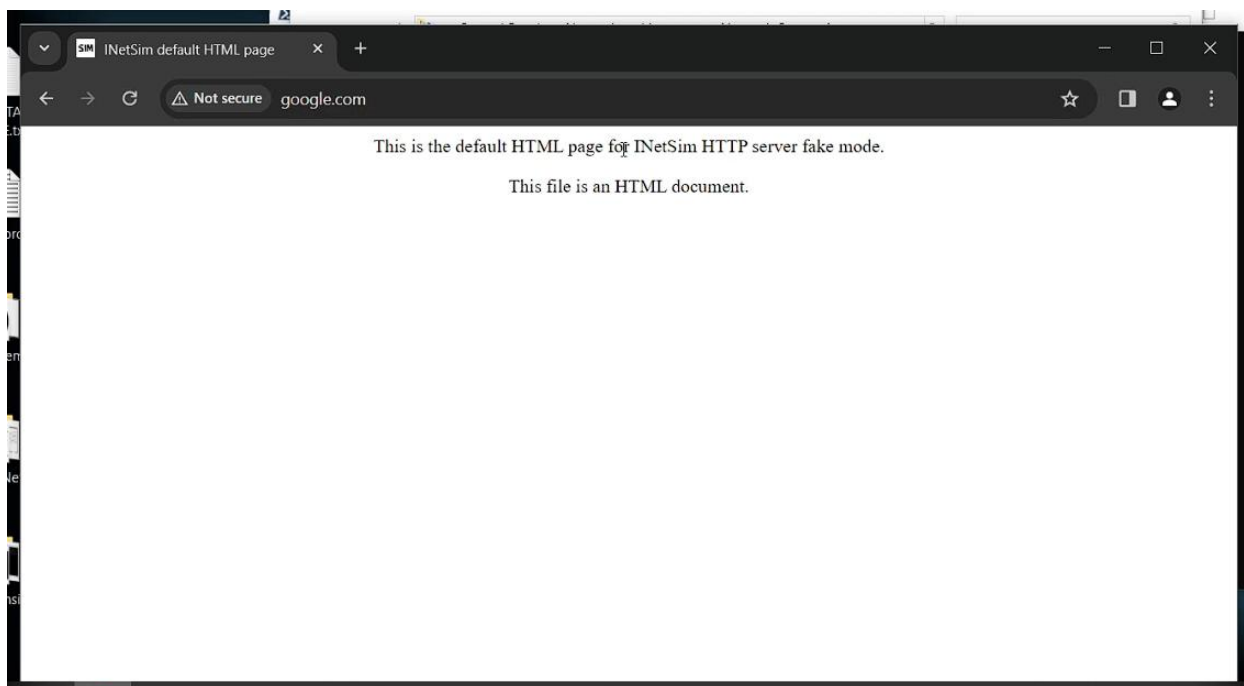 SIM INetSim default HTML page
Not secure google.com
This is the default HTML page for INetSim HTTP server fake mode.
This file is an HTML document.